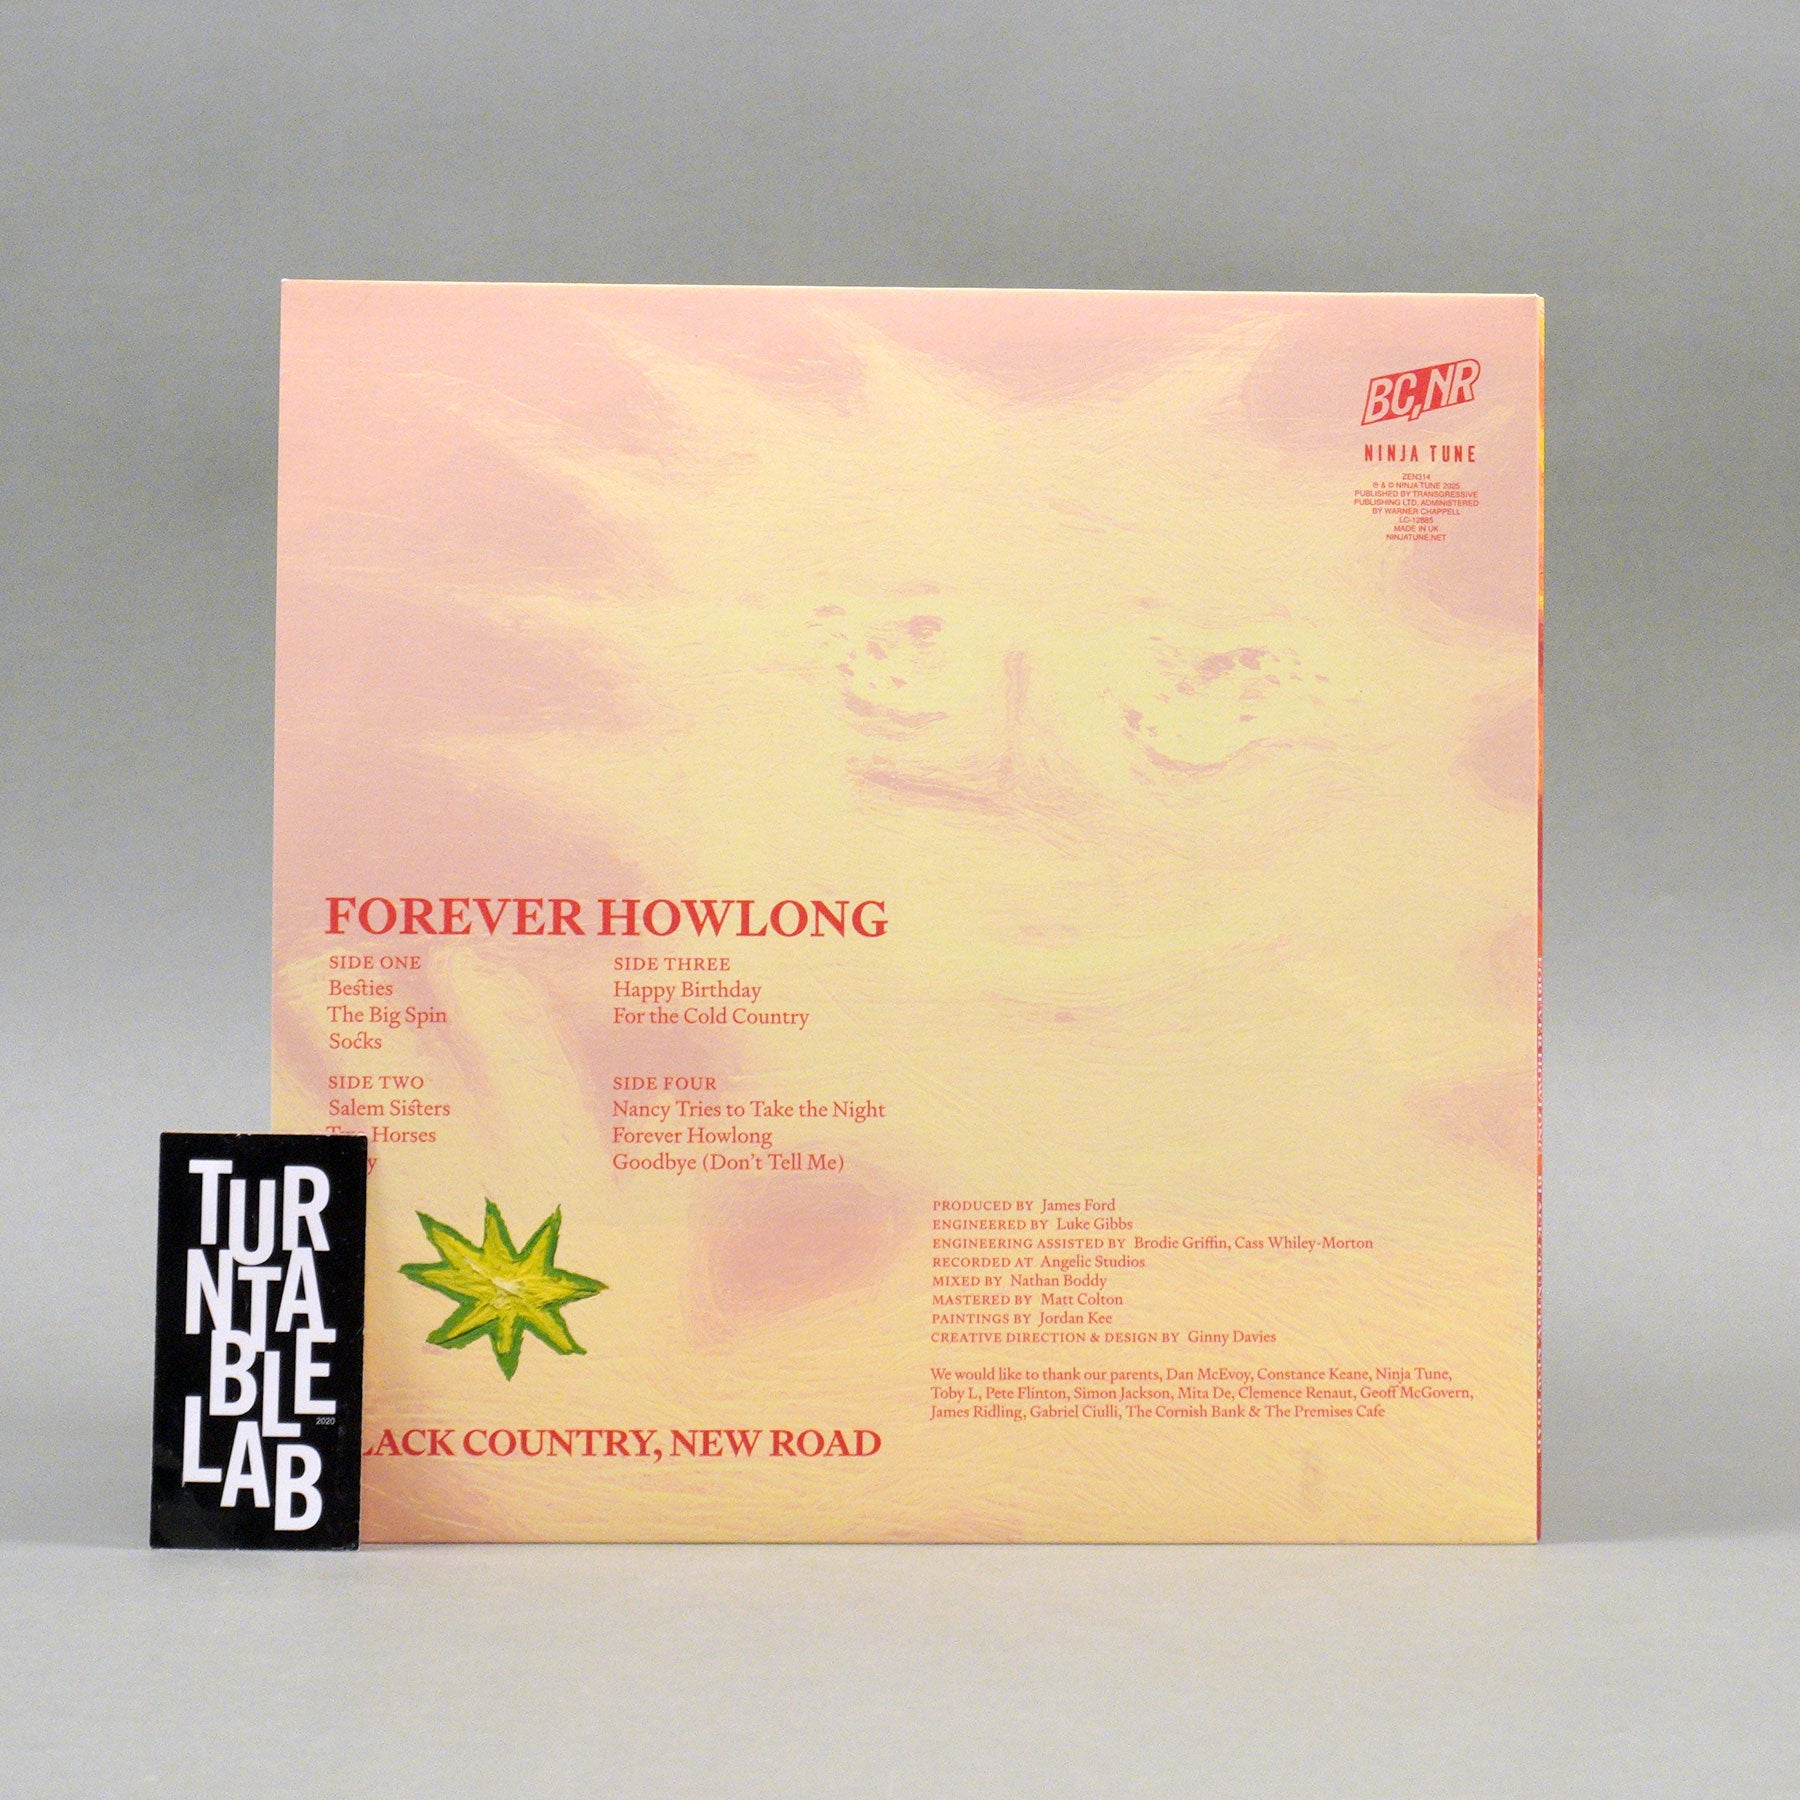 BC,NR
NINJA TUNE
ZEN314
℗ & © NINJA TUNE 2025
PUBLISHED BY TRANSGRESSIVE
PUBLISHING LTD. ADMINISTERED
BY WARNER CHAPPELL
LC-12885
MADE IN UK
NINJATUNE.NET
FOREVER HOWLONG
SIDE ONE
Besties
The Big Spin
Socks
SIDE TWO
Salem Sisters
Two Horses
SIDE THREE
Happy Birthday
For the Cold Country
SIDE FOUR
Nancy Tries to Take the Night
Forever Howlong
Goodbye (Don't Tell Me)
PRODUCED BY James Ford
ENGINEERED BY Luke Gibbs
ENGINEERING ASSISTED BY Brodie Griffin, Cass Whiley-Morton
RECORDED AT Angelic Studios
MIXED BY Nathan Boddy
MASTERED BY Matt Colton
PAINTINGS BY Jordan Kee
CREATIVE DIRECTION & DESIGN BY Ginny Davies
We would like to thank our parents, Dan McEvoy, Constance Keane, Ninja Tune,
Toby L, Pete Flinton, Simon Jackson, Mita De, Clemence Renaut, Geoff McGovern,
James Ridling, Gabriel Ciulli, The Cornish Bank & The Premises Cafe
LACK COUNTRY, NEW ROAD
TUR
NTA
BLE
LAB
2020
FOREVER HOWLONG BLACK COUNTRY, NEW ROAD